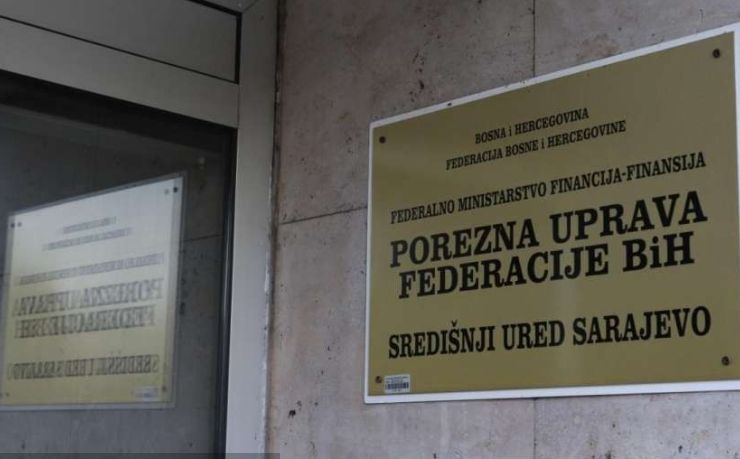 BOSNA i HERCEGOVINA
FEDERACIJA BOSNE i HERCEGOVINE
FEDERALNO MINISTARSTVO FINANCIJA-FINANSIJA
POREZNA UPRAVA
FEDERACIJE BiH
SREDIŠNJI URED SARAJEVO